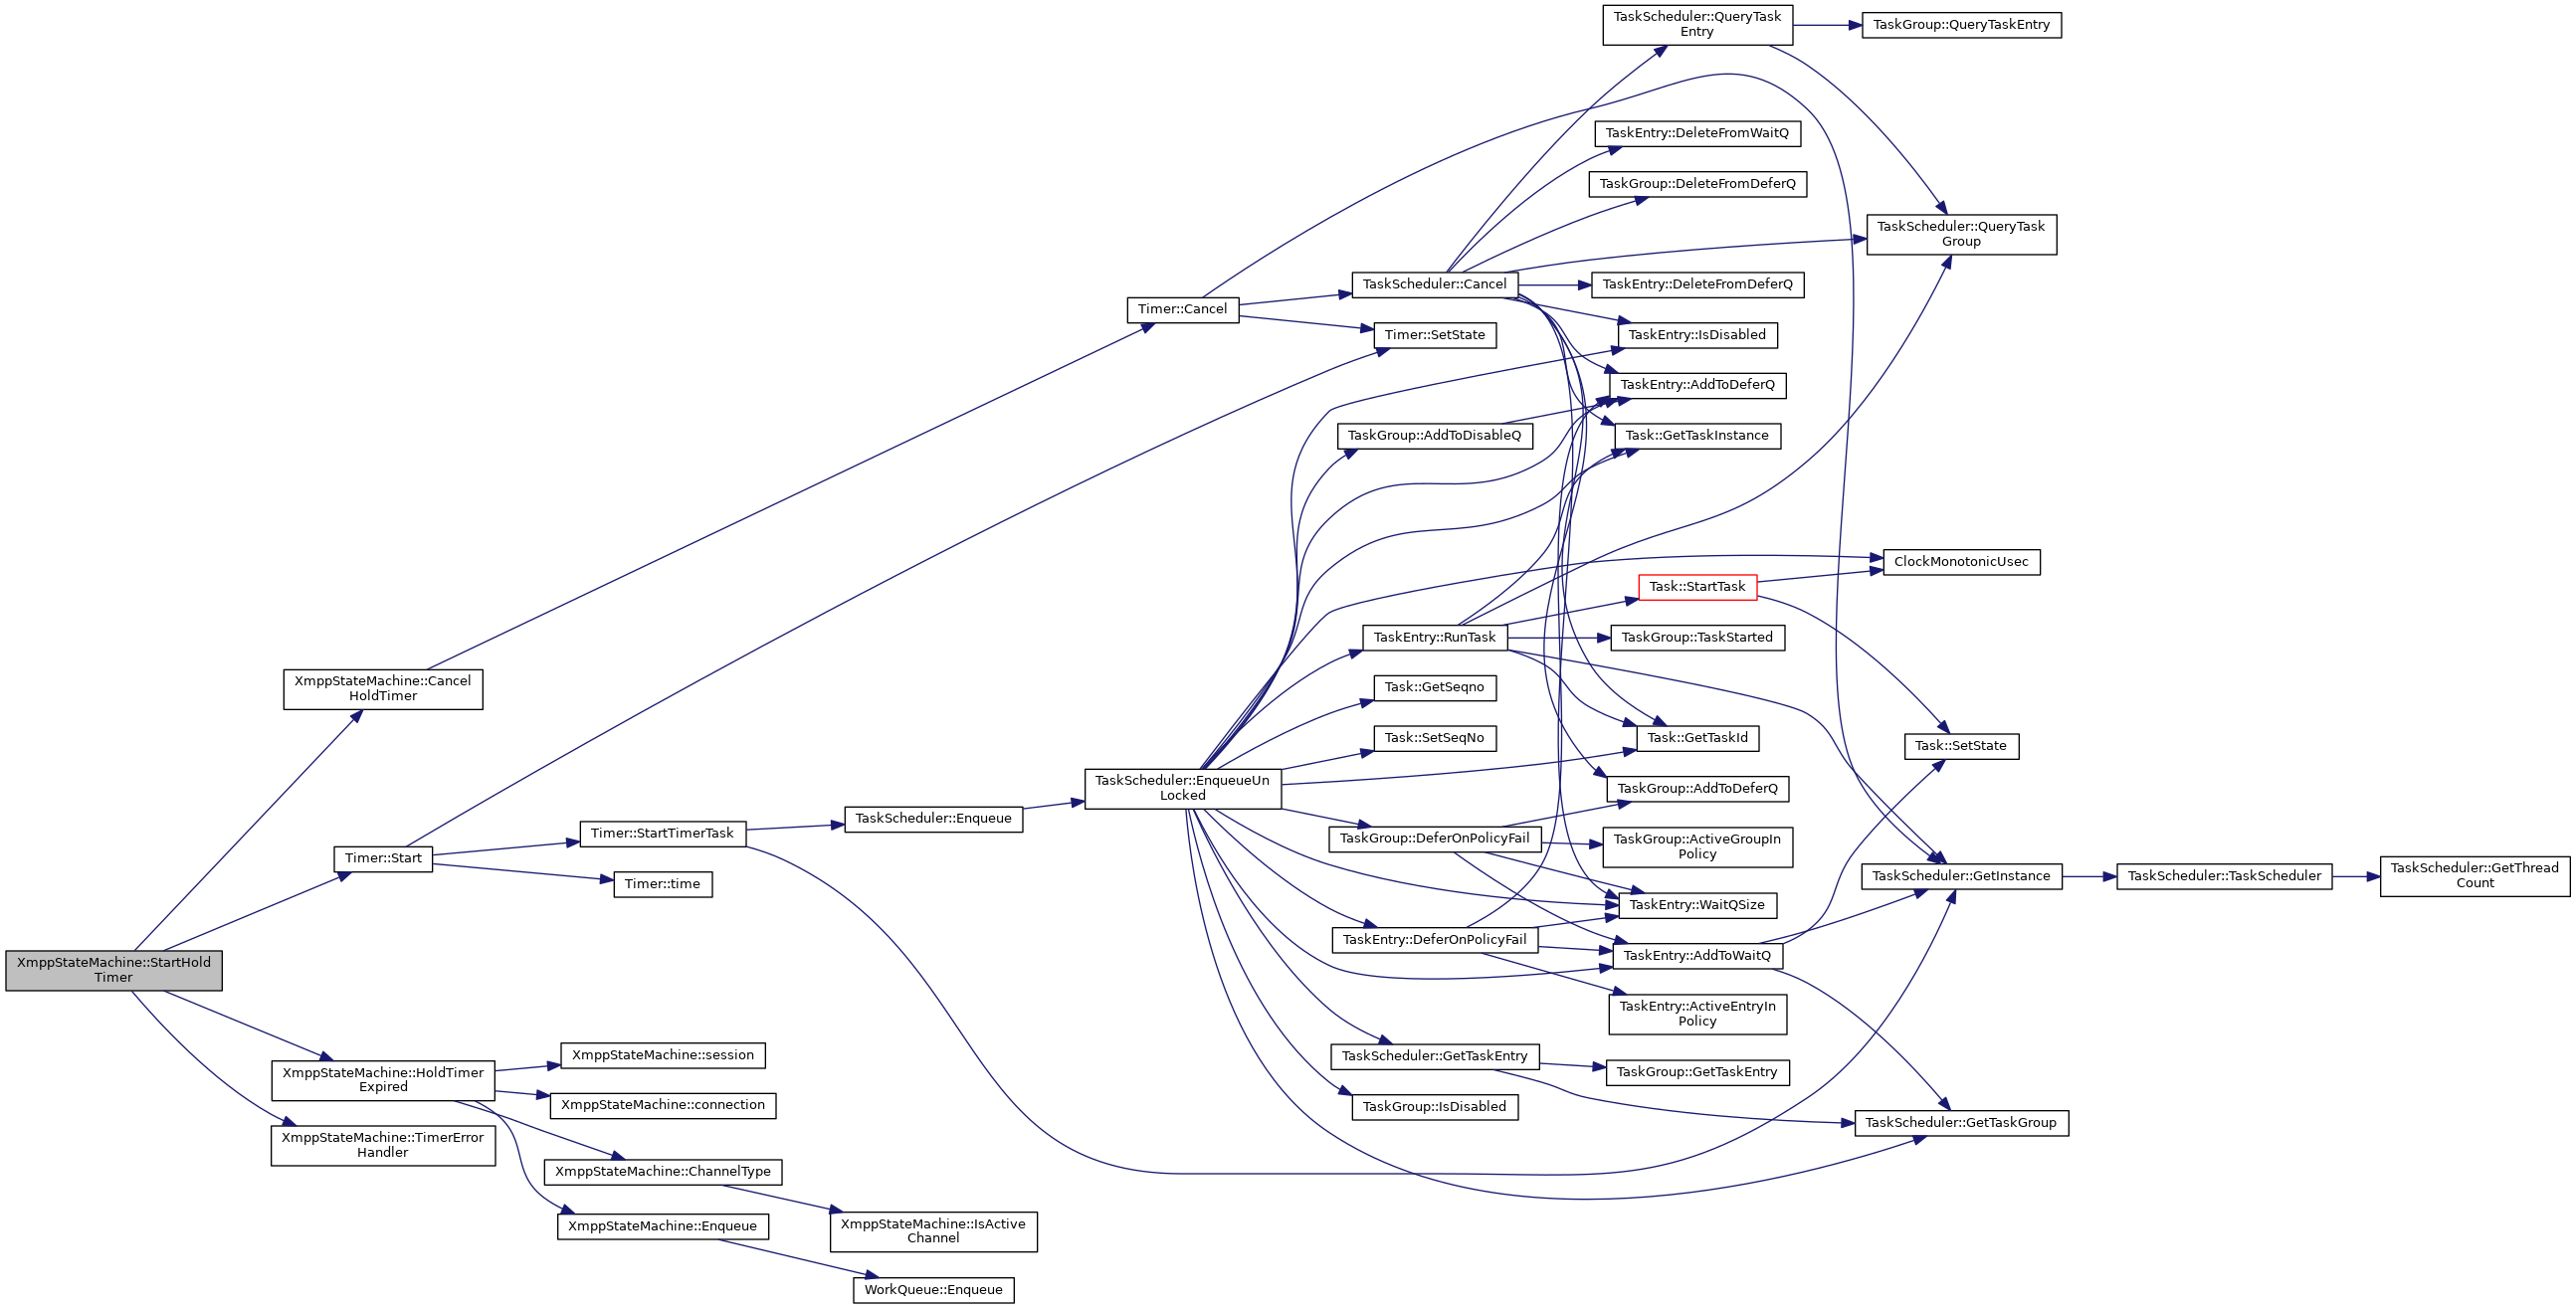 XmppStateMachine::StartHold
Timer
XmppStateMachine::Cancel
HoldTimer
Timer::Start
XmppStateMachine::HoldTimer
Expired
XmppStateMachine::TimerError
Handler
Timer::StartTimerTask
Timer::time
XmppStateMachine::session
XmppStateMachine::connection
XmppStateMachine::ChannelType
XmppStateMachine::Enqueue
TaskScheduler::Enqueue
XmppStateMachine::IsActive
Channel
WorkQueue::Enqueue
Timer::Cancel
TaskScheduler::EnqueueUn
Locked
TaskScheduler::Cancel
Timer::SetState
TaskGroup::AddToDisableQ
TaskEntry::RunTask
Task::GetSeqno
Task::SetSeqNo
TaskGroup::DeferOnPolicyFail
TaskEntry::DeferOnPolicyFail
TaskScheduler::GetTaskEntry
TaskGroup::IsDisabled
TaskScheduler::QueryTask
Entry
TaskEntry::DeleteFromWaitQ
TaskGroup::DeleteFromDeferQ
TaskEntry::DeleteFromDeferQ
TaskEntry::IsDisabled
TaskEntry::AddToDeferQ
Task::GetTaskInstance
Task::StartTask
TaskGroup::TaskStarted
Task::GetTaskId
TaskGroup::AddToDeferQ
TaskGroup::ActiveGroupIn
Policy
TaskEntry::WaitQSize
TaskEntry::AddToWaitQ
TaskEntry::ActiveEntryIn
Policy
TaskGroup::GetTaskEntry
TaskGroup::QueryTaskEntry
TaskScheduler::QueryTask
Group
ClockMonotonicUsec
Task::SetState
TaskScheduler::GetInstance
TaskScheduler::GetTaskGroup
TaskScheduler::TaskScheduler
TaskScheduler::GetThread
Count